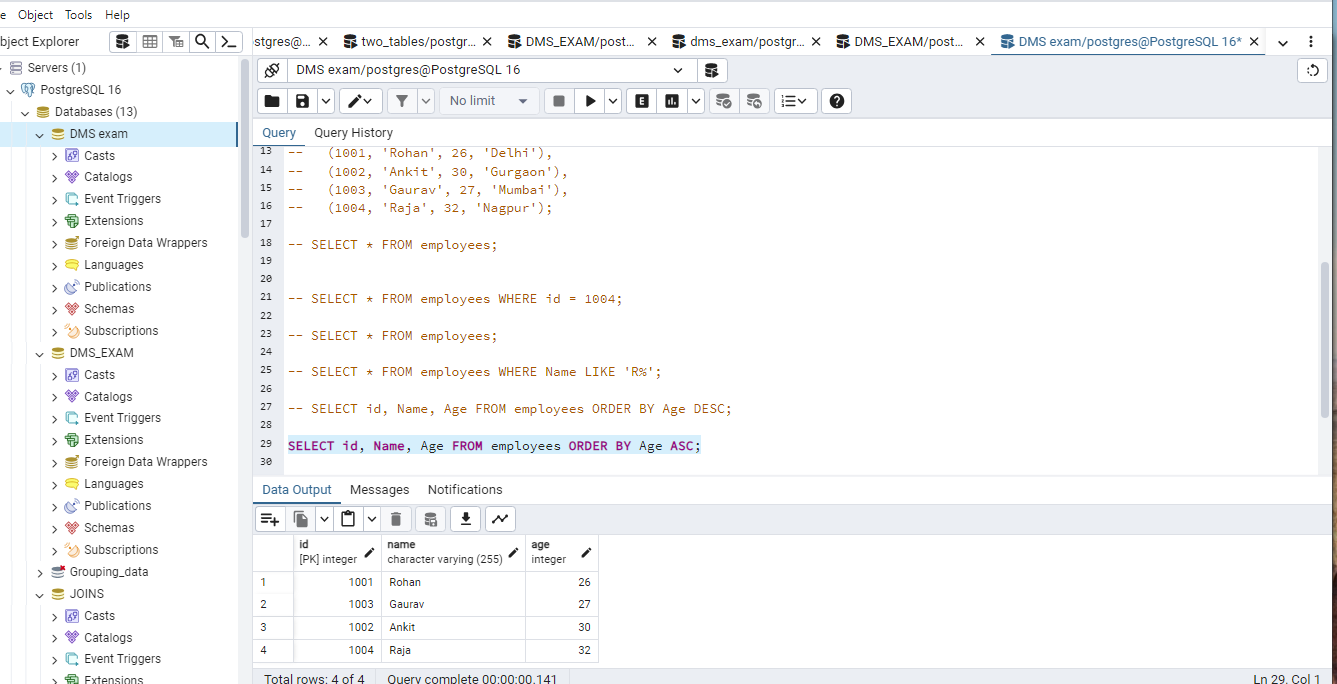 e Object Tools Help
bject Explorer
stgres@...
two_tables/postgr...
DMS_EXAM/post...
dms_exam/postgr...
DMS_EXAM/post...
DMS exam/postgres@PostgreSQL 16*
Servers (1)
PostgreSQL 16
Databases (13)
DMS exam
Casts
Catalogs
Event Triggers
Extensions
Foreign Data Wrappers
Languages
Publications
Schemas
Subscriptions
DMS_EXAM
Casts
Catalogs
Event Triggers
Extensions
Foreign Data Wrappers
Languages
Publications
Schemas
Subscriptions
Grouping_data
JOINS
Casts
Catalogs
Event Triggers
Extensions
DMS exam/postgres@PostgreSQL 16
No limit
E
Query Query History
13 -- (1001, 'Rohan', 26, 'Delhi'),
14 -- (1002, 'Ankit', 30, 'Gurgaon'),
15 -- (1003, 'Gaurav', 27, 'Mumbai'),
16 -- (1004, 'Raja', 32, 'Nagpur');
17
18 -- SELECT * FROM employees;
19
20
21 -- SELECT * FROM employees WHERE id = 1004;
22
23 -- SELECT * FROM employees;
24
25 -- SELECT * FROM employees WHERE Name LIKE 'R%';
26
27 -- SELECT id, Name, Age FROM employees ORDER BY Age DESC;
28
29 SELECT id, Name, Age FROM employees ORDER BY Age ASC;
30
Data Output Messages Notifications
id name age
[PK] integer character varying (255) integer
1 1001 Rohan 26
2 1003 Gaurav 27
3 1002 Ankit 30
4 1004 Raja 32
Total rows: 4 of 4 Query complete 00:00:00.141 Ln 29, Col 1